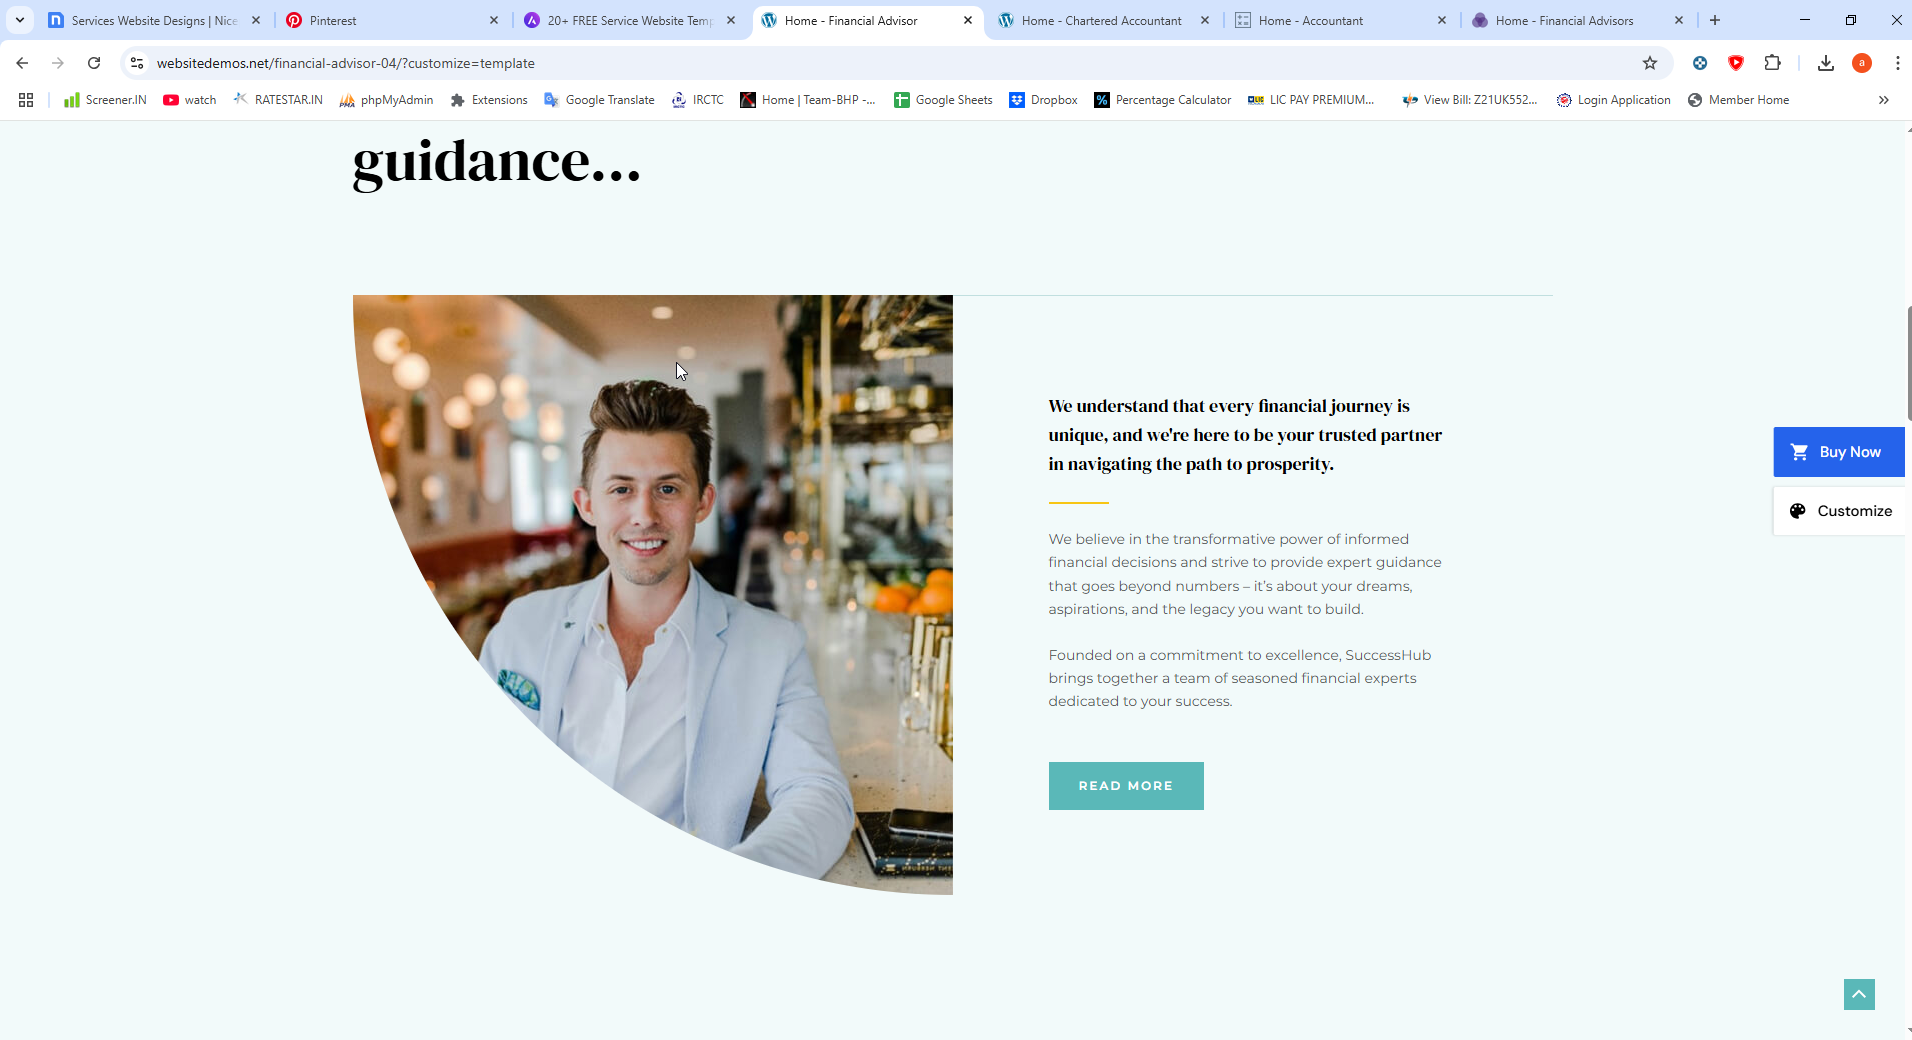 Services Website Designs | Nice
Pinterest
20+ FREE Service Website Temp
Home - Financial Advisor
Home - Chartered Accountant
Home - Accountant
Home - Financial Advisors
websitedemos.net/financial-advisor-04/?customize=template
a
Screener.IN
watch
RATESTAR.IN
phpMyAdmin
Extensions
Google Translate
IRCTC
Home | Team-BHP -...
Google Sheets
Dropbox
Percentage Calculator
LIC PAY PREMIUM...
View Bill: Z21UK552...
Login Application
Member Home
guidance...
We understand that every financial journey is
unique, and we're here to be your trusted partner
in navigating the path to prosperity.
Buy Now
Customize
We believe in the transformative power of informed
financial decisions and strive to provide expert guidance
that goes beyond numbers – it's about your dreams,
aspirations, and the legacy you want to build.
Founded on a commitment to excellence, SuccessHub
brings together a team of seasoned financial experts
dedicated to your success.
READ MORE